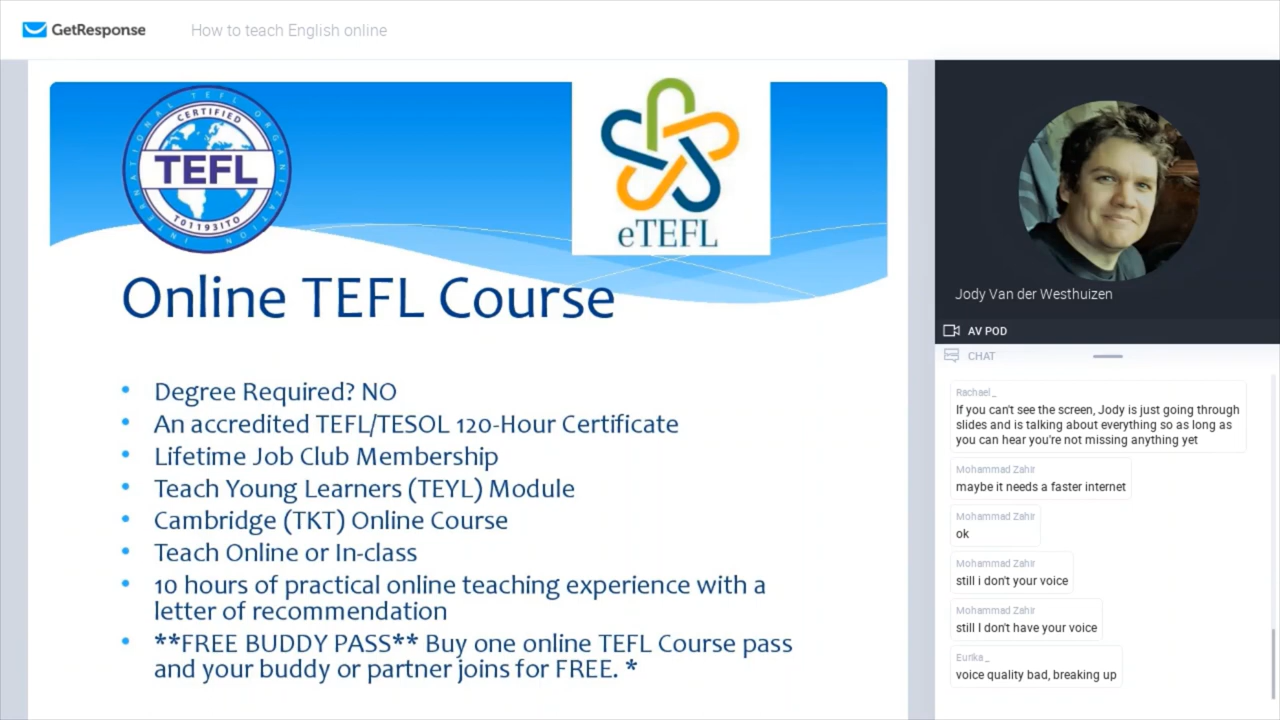 GetResponse
How to teach English online
INTERNATIONAL TEFL ORGANIZATION
CERTIFIED
TEFL
T01193ITO
eTEFL
Online TEFL Course
• Degree Required? NO
• An accredited TEFL/TESOL 120-Hour Certificate
• Lifetime Job Club Membership
• Teach Young Learners (TEYL) Module
• Cambridge (TKT) Online Course
• Teach Online or In-class
• 10 hours of practical online teaching experience with a
letter of recommendation
• **FREE BUDDY PASS** Buy one online TEFL Course pass
and your buddy or partner joins for FREE. *
Jody Van der Westhuizen
AV POD
CHAT
Rachael_
If you can't see the screen, Jody is just going through
slides and is talking about everything so as long as
you can hear you're not missing anything yet
Mohammad Zahir
maybe it needs a faster internet
Mohammad Zahir
ok
Mohammad Zahir
still i don't your voice
Mohammad Zahir
still I don't have your voice
Eurika_
voice quality bad, breaking up